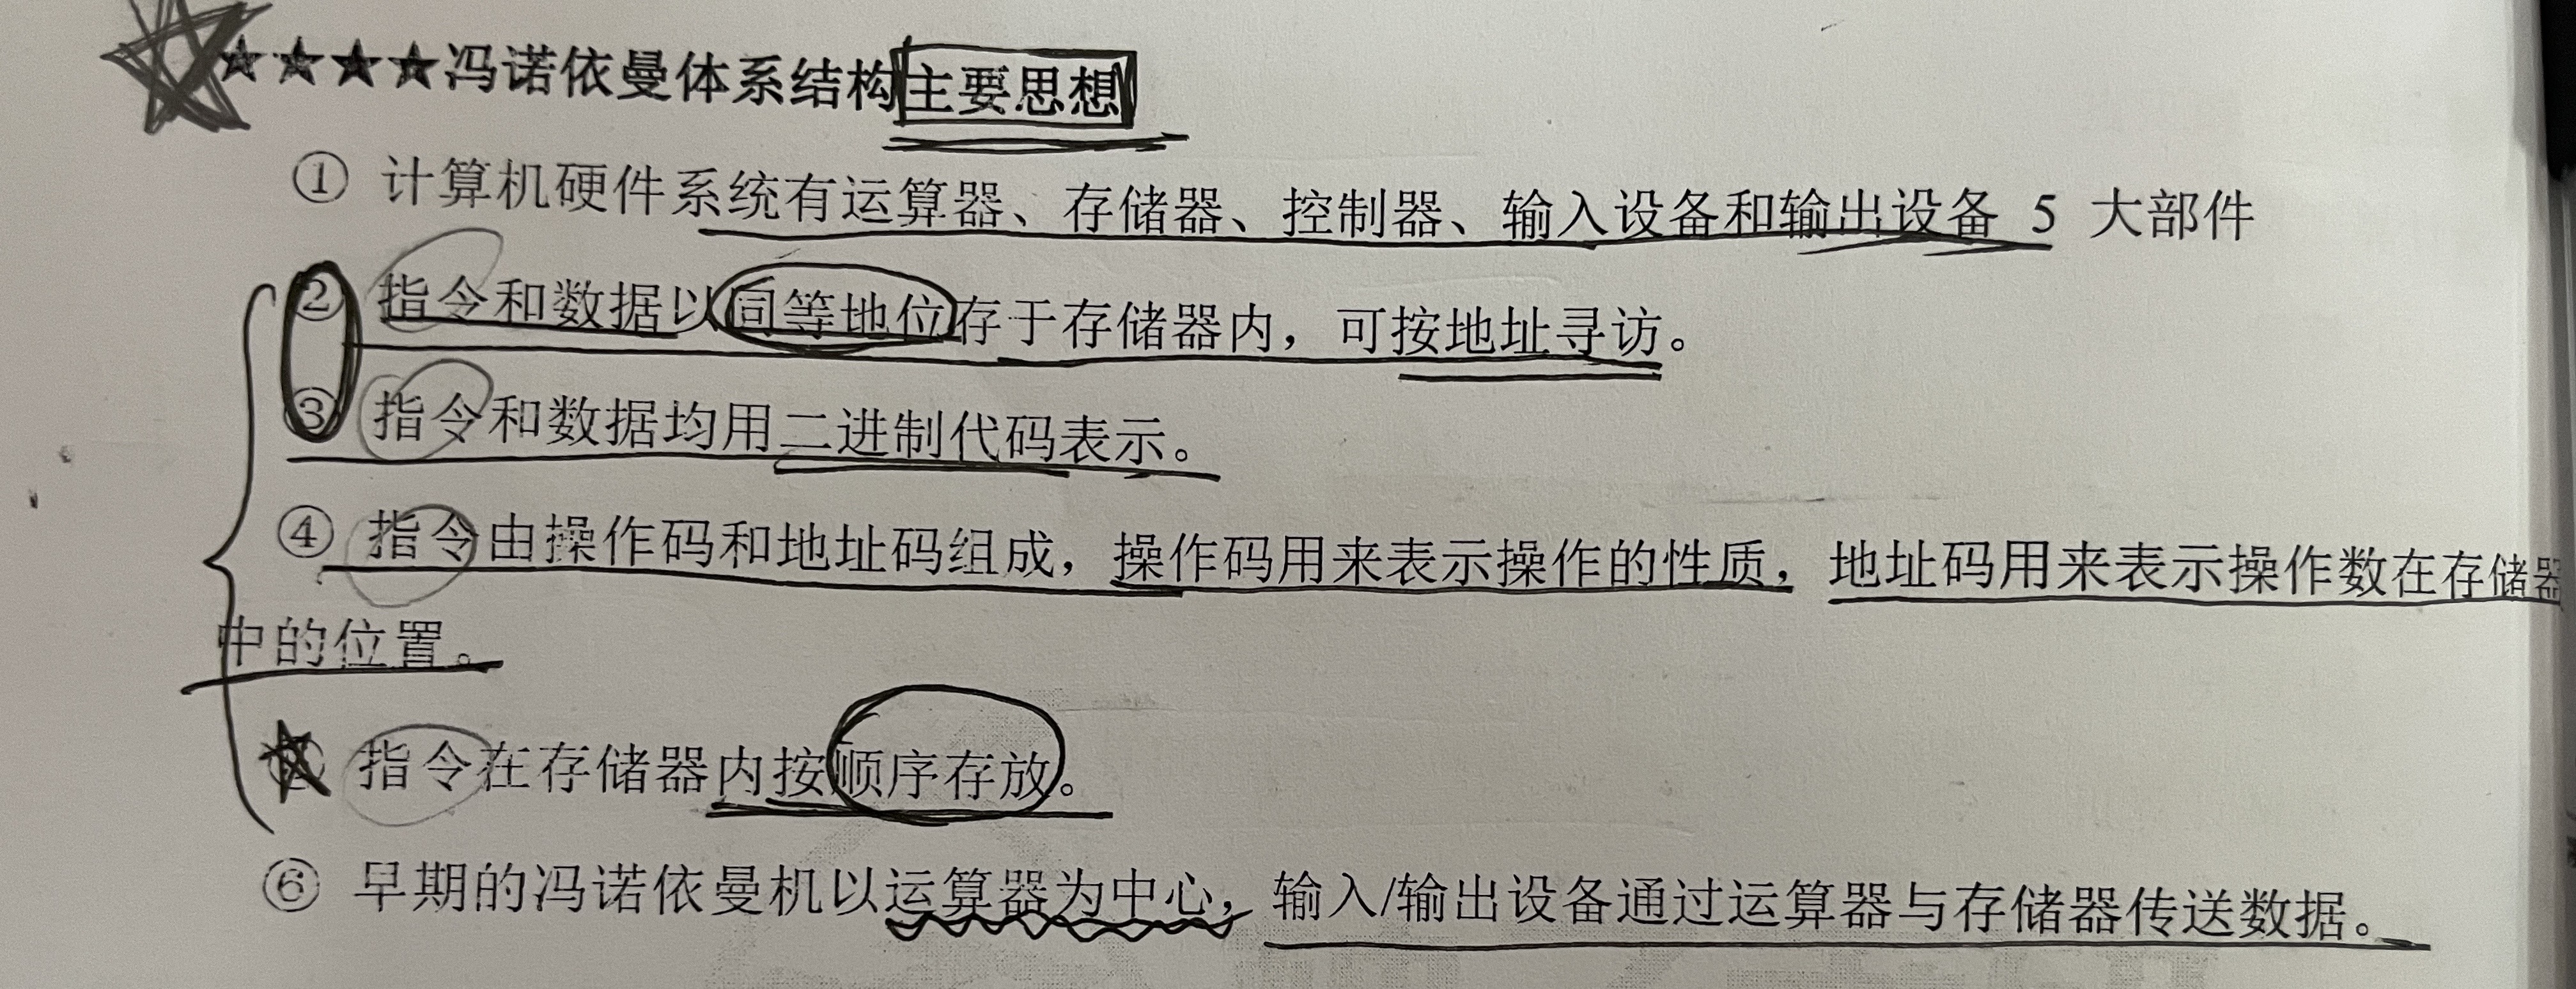 ★★★★冯诺依曼体系结构主要思想
① 计算机硬件系统有运算器、存储器、控制器、输入设备和输出设备 5 大部件
② 指令和数据以同等地位存于存储器内，可按地址寻访。
③ 指令和数据均用二进制代码表示。
④ 指令由操作码和地址码组成，操作码用来表示操作的性质，地址码用来表示操作数在存储器
中的位置。
指令在存储器内按顺序存放。
⑥ 早期的冯诺依曼机以运算器为中心，输入/输出设备通过运算器与存储器传送数据。